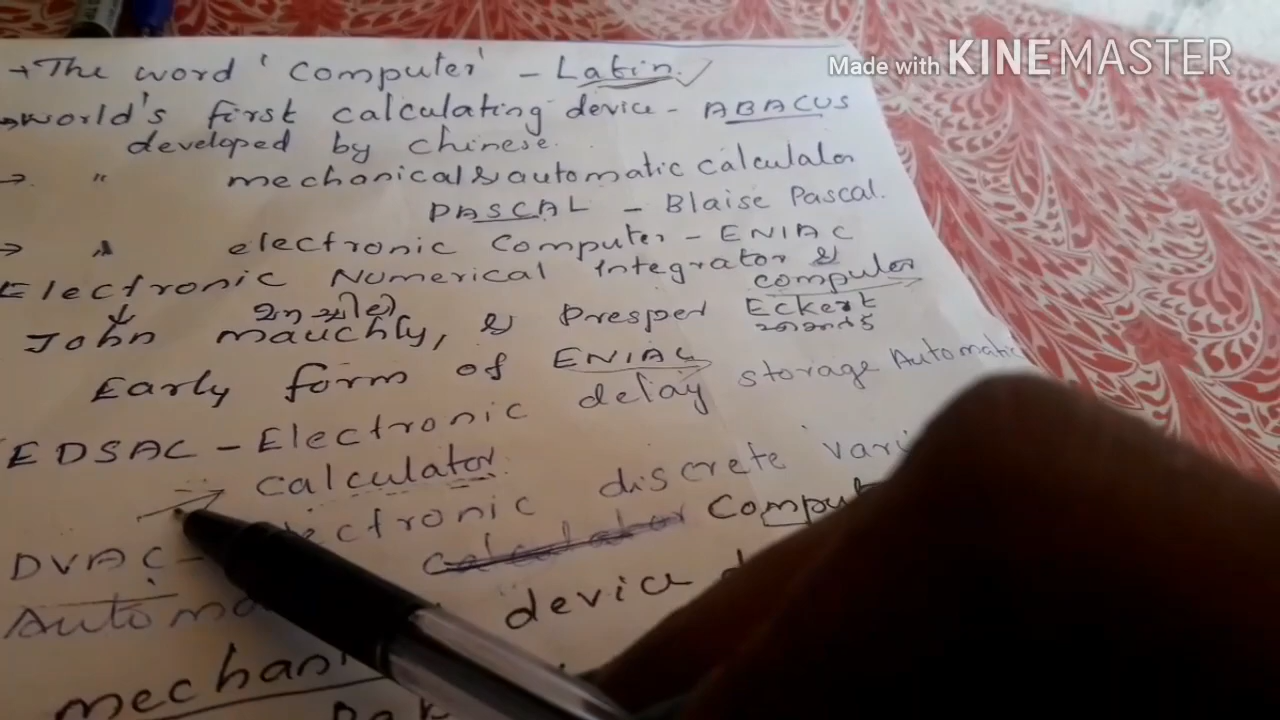 Made with KINEMASTER
→ The word 'computer' - Latin ✓
→ world's first calculating device - ABACUS
developed by chinese.
→ " mechanical & automatic calculator
PASCAL - Blaise Pascal.
→ " electronic computer - ENIAC
Electronic Numerical Integrator &
computer
John mauchly, & Presper Eckert
Early form of ENIAC
EDSAC - Electronic delay storage Automatic
calculator
DVAC - discrete
Comput
device